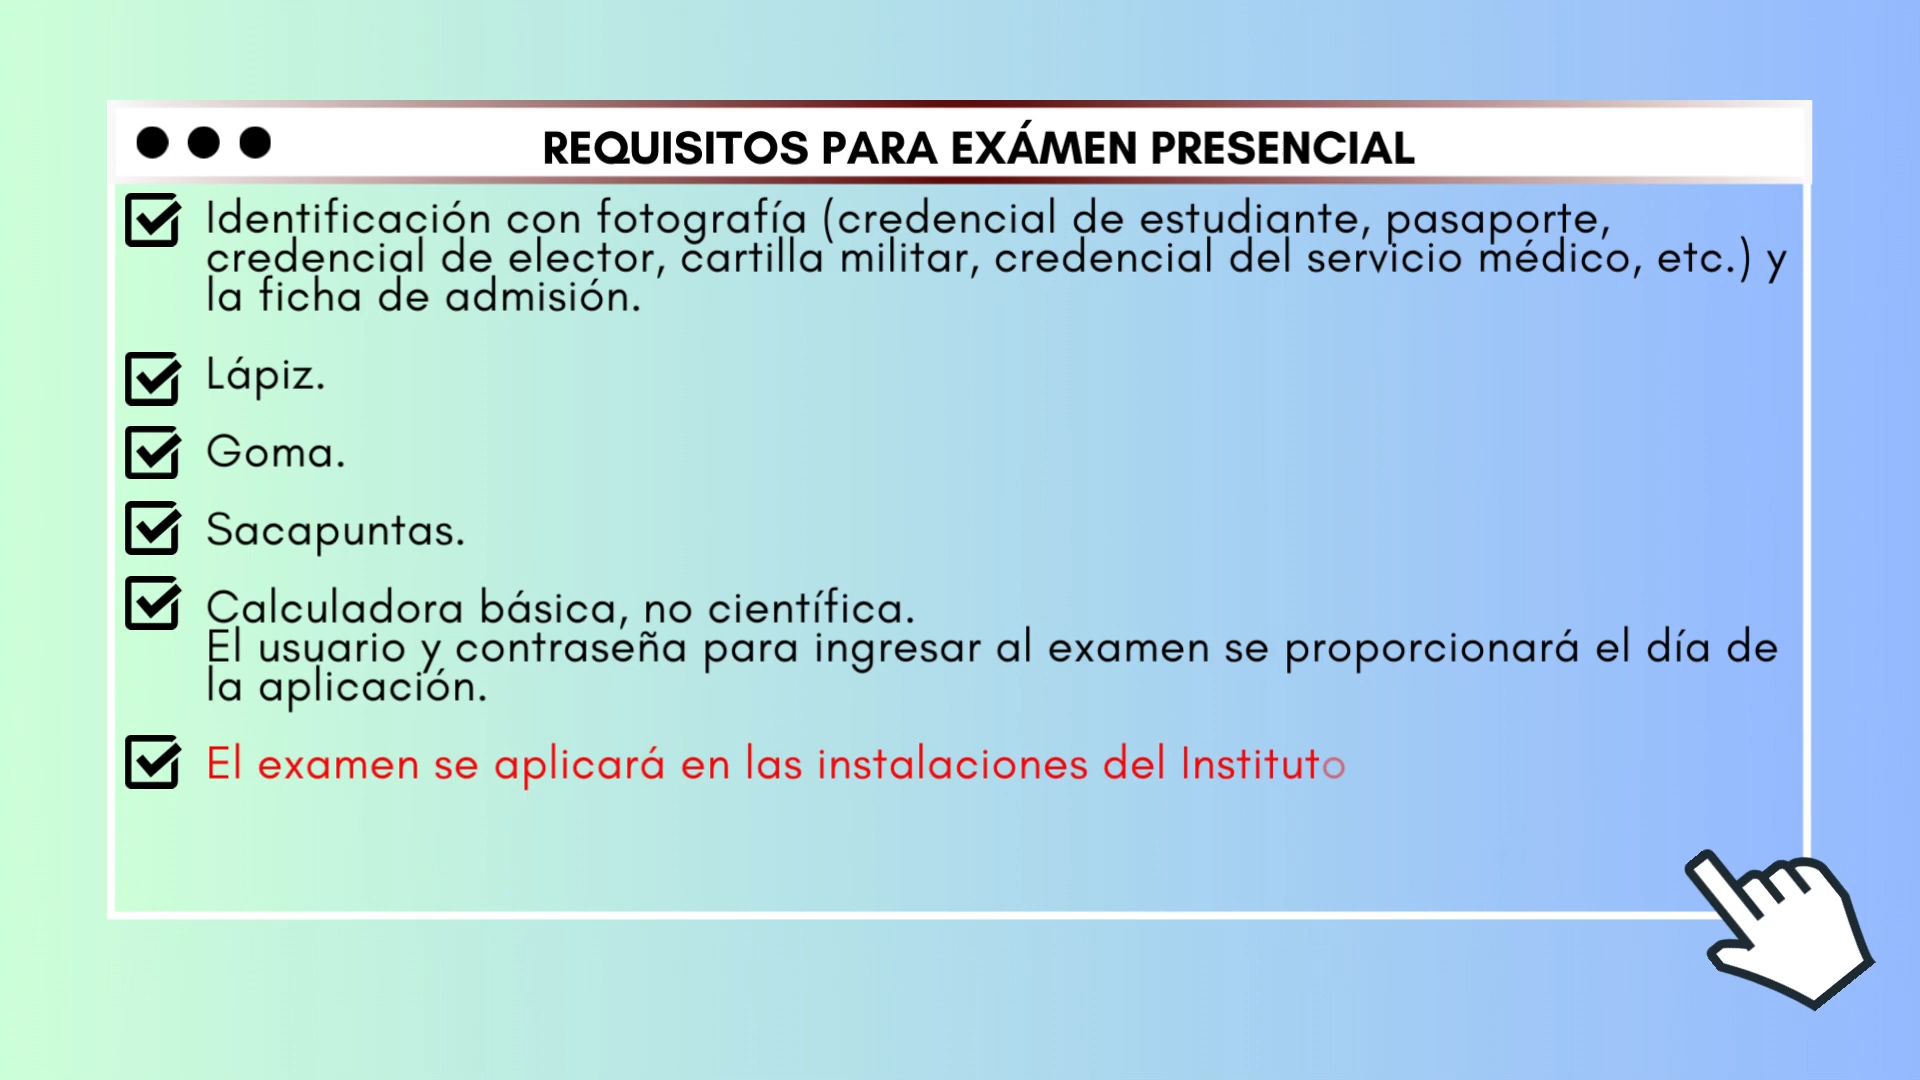 REQUISITOS PARA EXÁMEN PRESENCIAL
Identificación con fotografía (credencial de estudiante, pasaporte,
credencial de elector, cartilla militar, credencial del servicio médico, etc.) y
la ficha de admisión.
Lápiz.
Goma.
Sacapuntas.
Calculadora básica, no científica.
El usuario y contraseña para ingresar al examen se proporcionará el día de
la aplicación.
El examen se aplicará en las instalaciones del Instituto